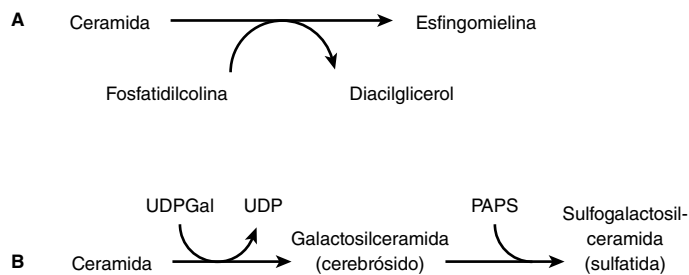 A Ceramida Esfingomielina
Fosfatidilcolina Diacilglicerol
UDPGal UDP PAPS Sulfogalactosil-
B Ceramida Galactosilceramida ceramida
(cerebrósido) (sulfatida)